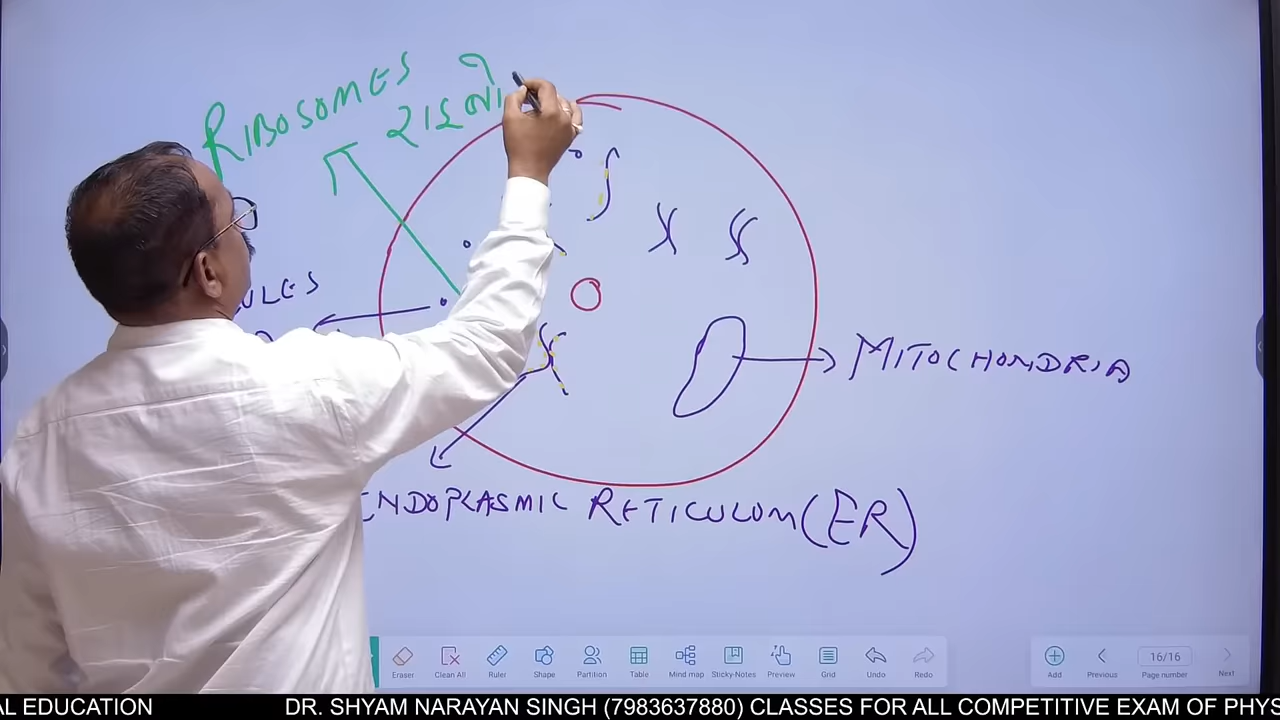 RIBOSOMES
ULES
MITOCHONDRIA
ENDOPLASMIC RETICULUM (ER)
Eraser Clean All Ruler Shape Partition Table Mind map Sticky-Notes Preview Grid Undo Redo
Add Previous 16/16 Page number Next
AL EDUCATION DR. SHYAM NARAYAN SINGH (7983637880) CLASSES FOR ALL COMPETITIVE EXAM OF PHYS